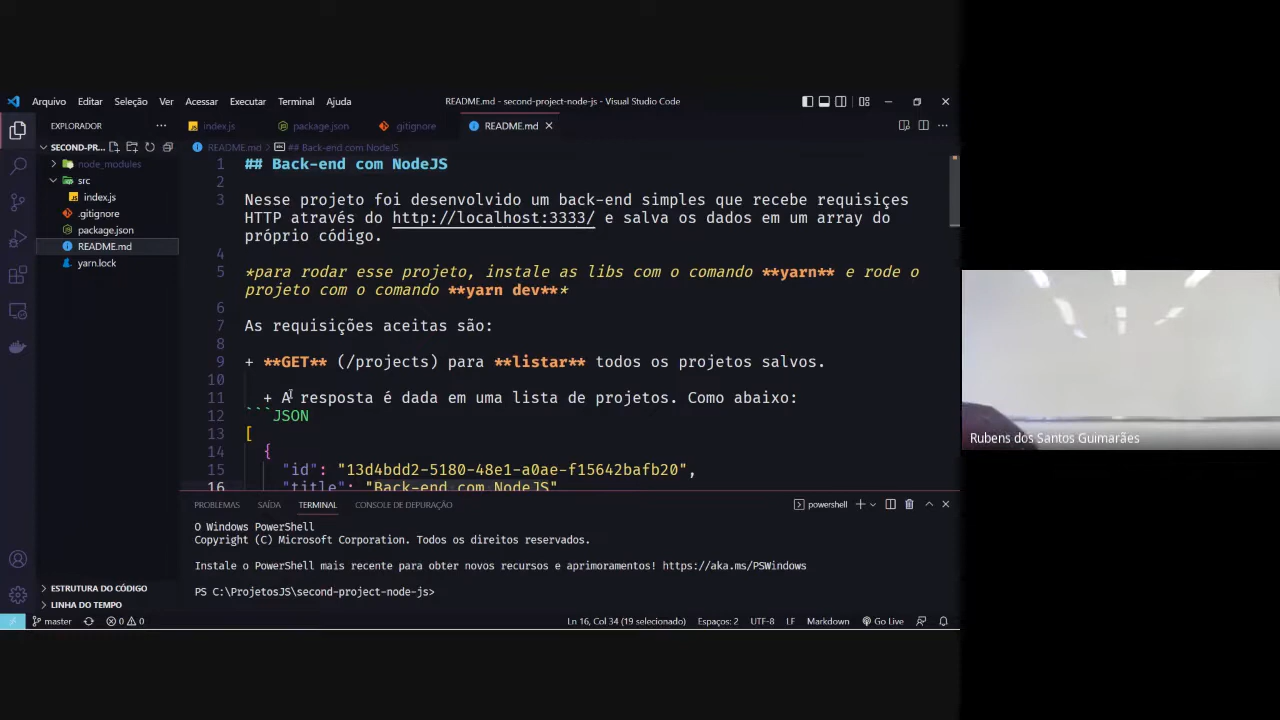 Arquivo Editar Seleção Ver Acessar Executar Terminal Ajuda
README.md - second-project-node-js - Visual Studio Code
EXPLORADOR
index.js
package.json
gitignore
README.md
SECOND-PR...
node_modules
src
index.js
.gitignore
package.json
README.md
yarn.lock
README.md > ## Back-end com NodeJS
1 ## Back-end com NodeJS
2
3 Nesse projeto foi desenvolvido um back-end simples que recebe requisiçes
HTTP através do http://localhost:3333/ e salva os dados em um array do
próprio código.
4
5 *para rodar esse projeto, instale as libs com o comando **yarn** e rode o
projeto com o comando **yarn dev***
6
7 As requisições aceitas são:
8
9 + **GET** (/projects) para **listar** todos os projetos salvos.
10
11 + A resposta é dada em uma lista de projetos. Como abaixo:
12 ```JSON
13 [
14 {
15 "id": "13d4bdd2-5180-48e1-a0ae-f15642bafb20",
16 "title": "Back-end com NodeJS"
PROBLEMAS SAÍDA TERMINAL CONSOLE DE DEPURAÇÃO
powershell
O Windows PowerShell
Copyright (C) Microsoft Corporation. Todos os direitos reservados.
Instale o PowerShell mais recente para obter novos recursos e aprimoramentos! https://aka.ms/PSWindows
PS C:\ProjetosJS\second-project-node-js>
ESTRUTURA DO CÓDIGO
LINHA DO TEMPO
master
0 0
Ln 16, Col 34 (19 selecionado) Espaços: 2 UTF-8 LF Markdown Go Live
Rubens dos Santos Guimarães